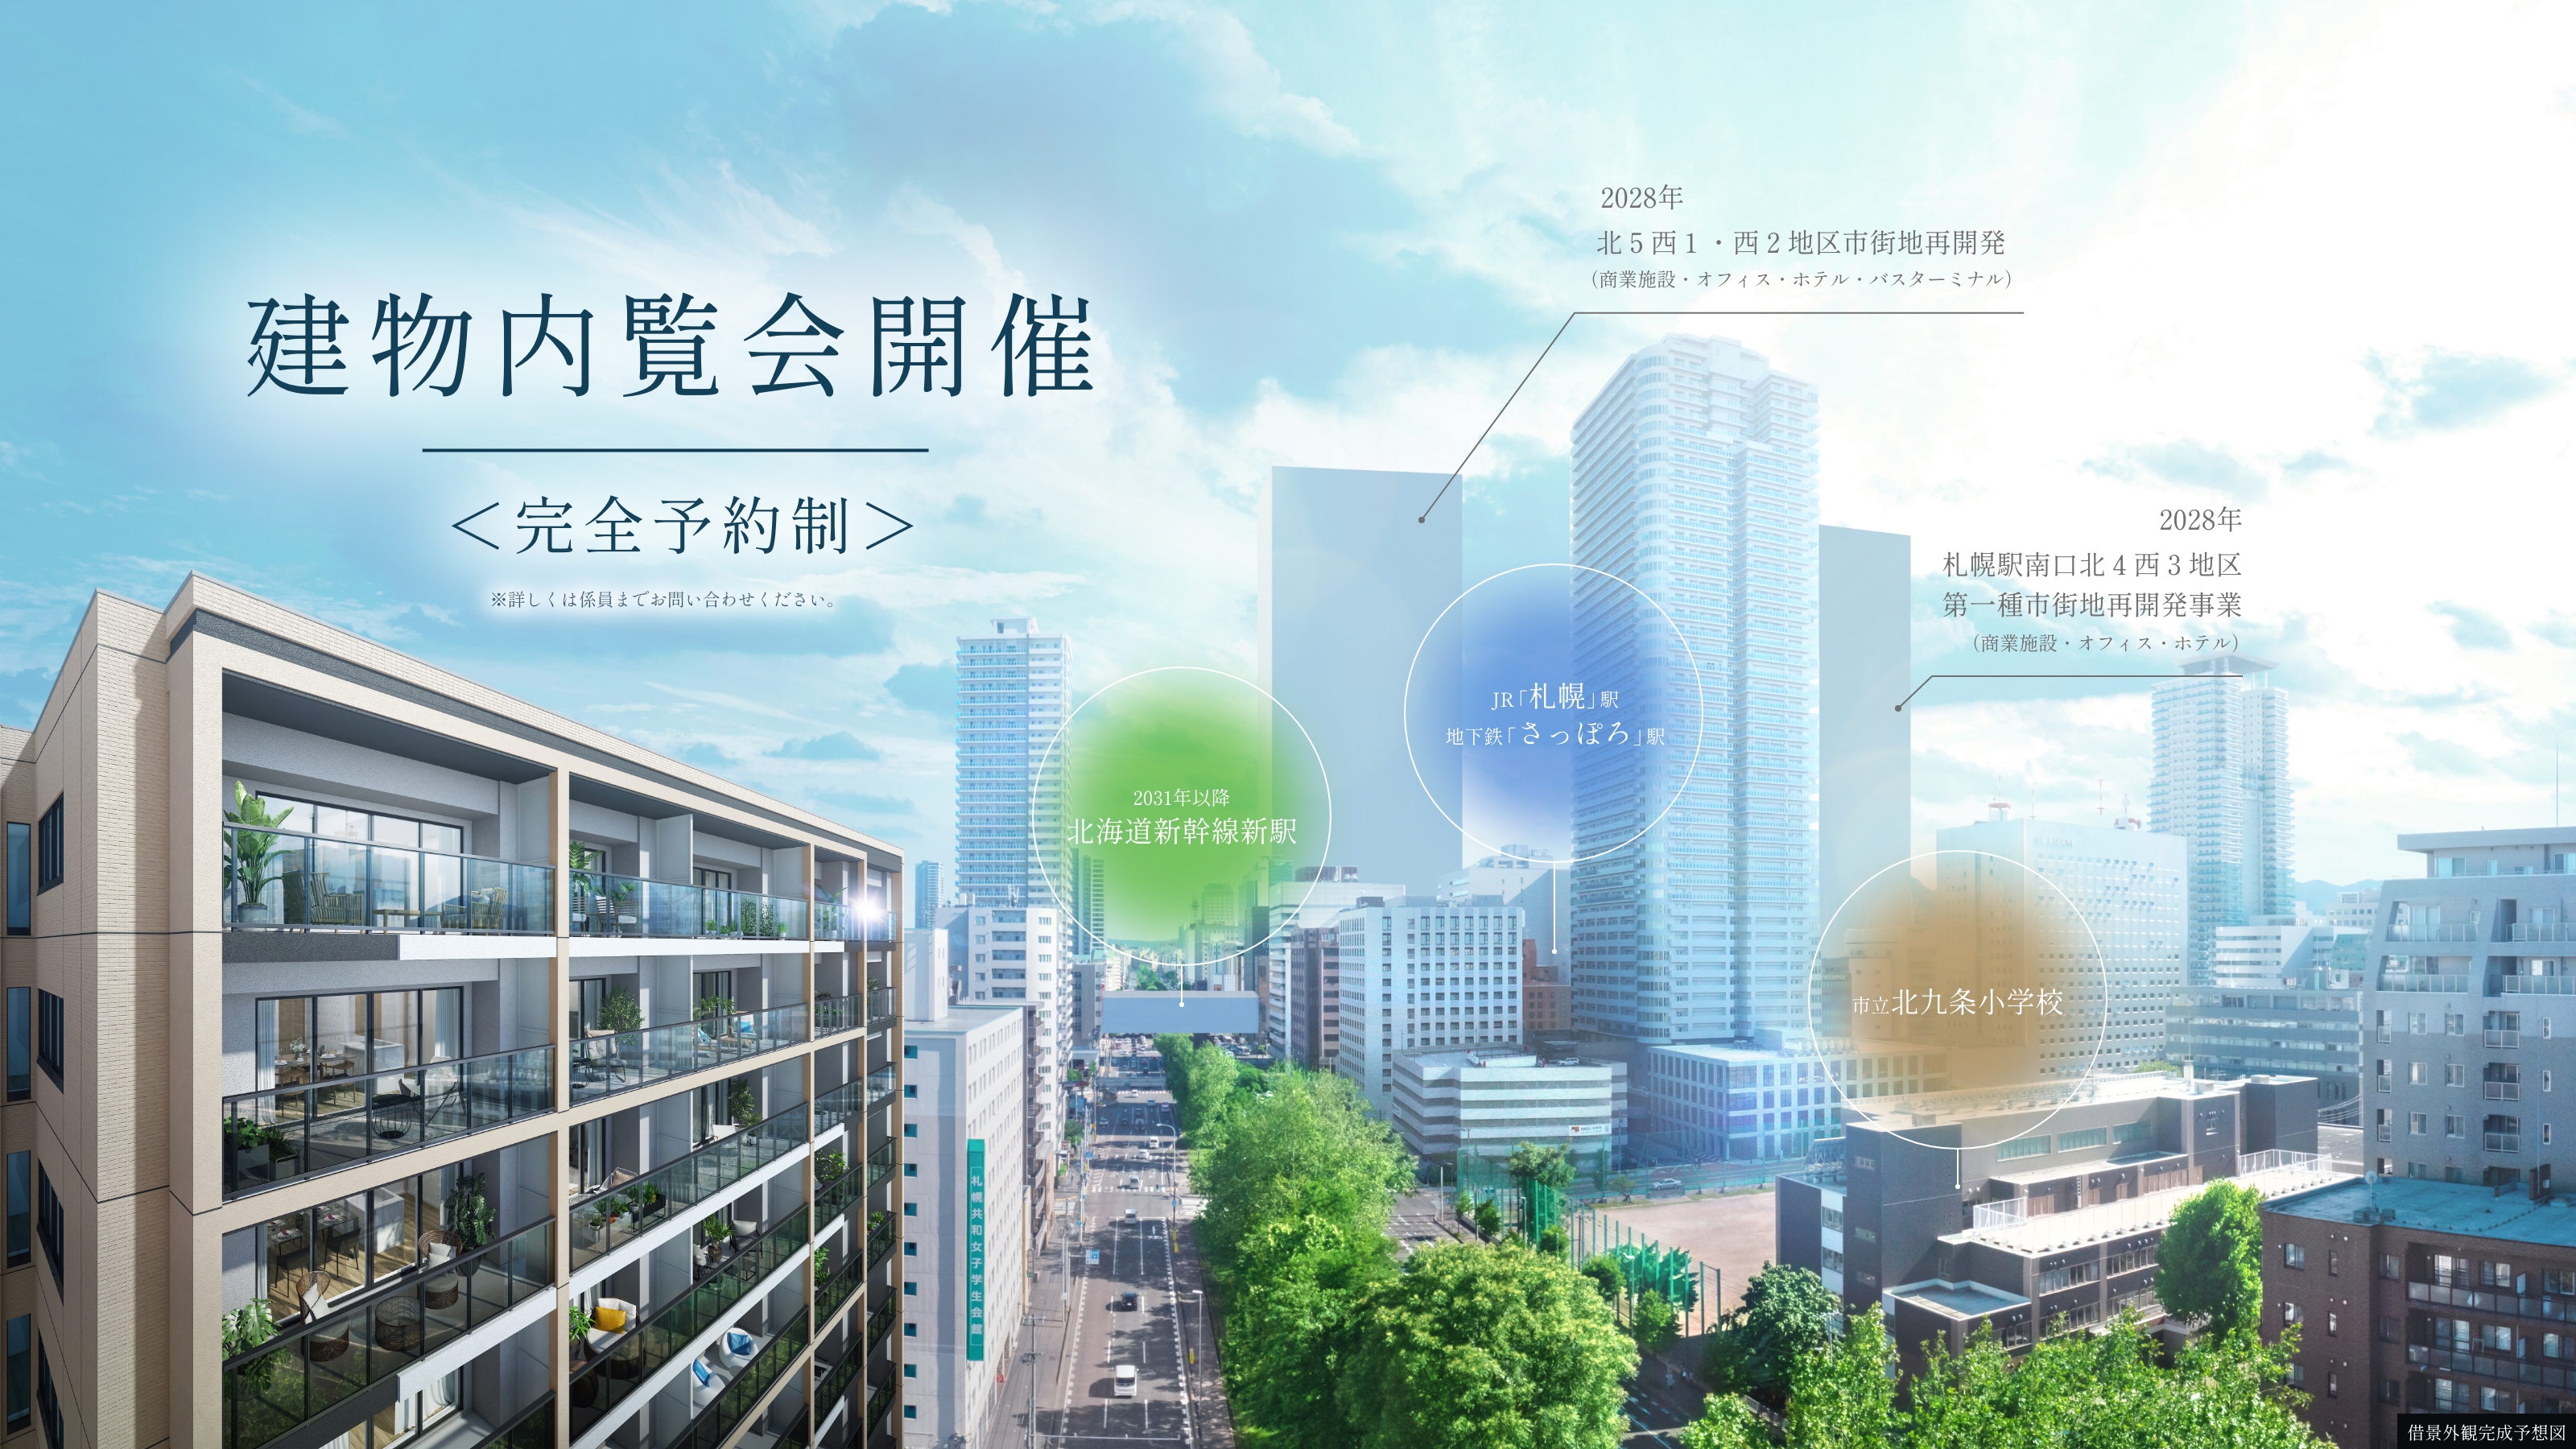 建物内覧会開催
＜完全予約制＞
※詳しくは係員までお問い合わせください。
2028年
北5西1・西2地区市街地再開発
（商業施設・オフィス・ホテル・バスターミナル）
2028年
札幌駅南口北4西3地区
第一種市街地再開発事業
（商業施設・オフィス・ホテル）
JR「札幌」駅
地下鉄「さっぽろ」駅
2031年以降
北海道新幹線新駅
市立北九条小学校
札幌共和女子学生会館
借景外観完成予想図